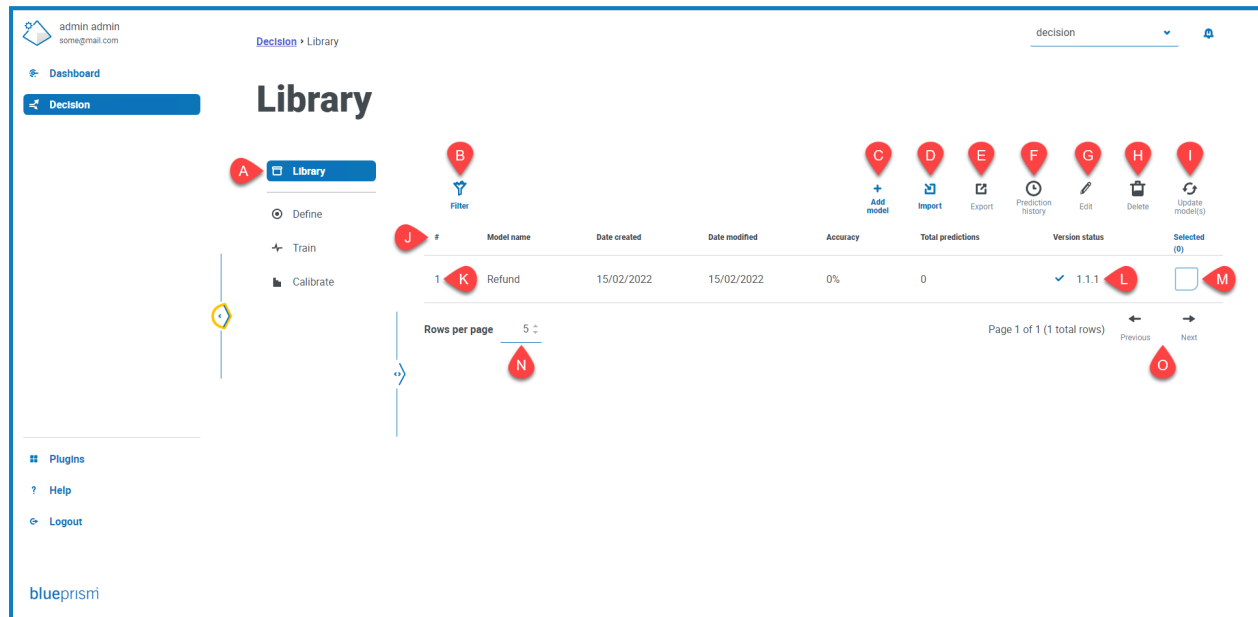 admin admin
some@mail.com
Dashboard
Decision
Decision › Library
decision
Library
A
Library
Define
Train
Calibrate
B
Filter
C
Add
model
D
Import
E
Export
F
Prediction
history
G
Edit
H
Delete
I
Update
model(s)
J
# Model name Date created Date modified Accuracy Total predictions Version status Selected
(0)
1 K Refund 15/02/2022 15/02/2022 0% 0 1.1.1 L M
Rows per page 5
N
Page 1 of 1 (1 total rows)
Previous
Next
O
Plugins
? Help
Logout
blueprism